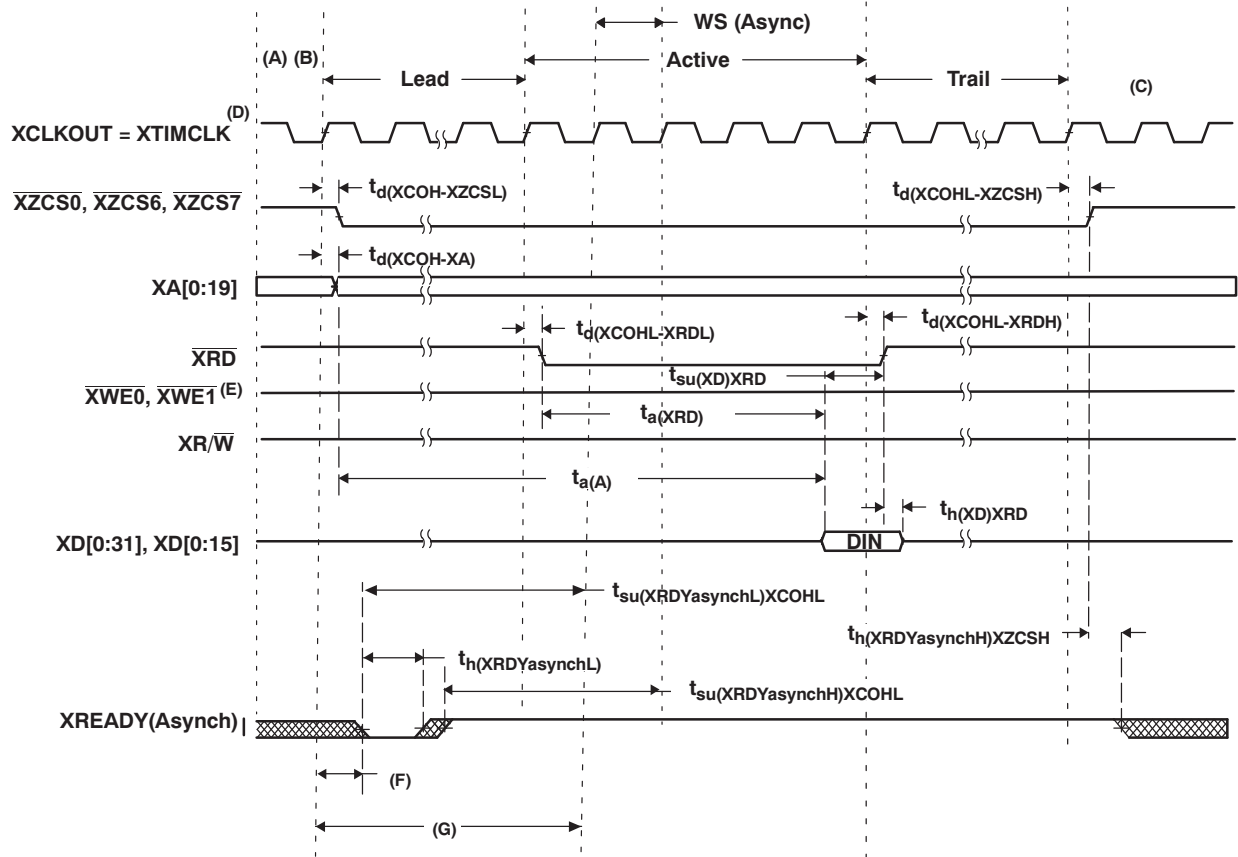 WS (Async)
(A) (B)
Lead
Active
Trail
(C)
XCLKOUT = XTIMCLK(D)
XZCS0, XZCS6, XZCS7
td(XCOH-XZCSL)
td(XCOHL-XZCSH)
td(XCOH-XA)
XA[0:19]
td(XCOHL-XRDL)
td(XCOHL-XRDH)
XRD
tsu(XD)XRD
XWE0, XWE1(E)
ta(XRD)
XR/W
ta(A)
th(XD)XRD
XD[0:31], XD[0:15]
DIN
tsu(XRDYasynchL)XCOHL
th(XRDYasynchH)XZCSH
th(XRDYasynchL)
tsu(XRDYasynchH)XCOHL
XREADY(Asynch)
(F)
(G)